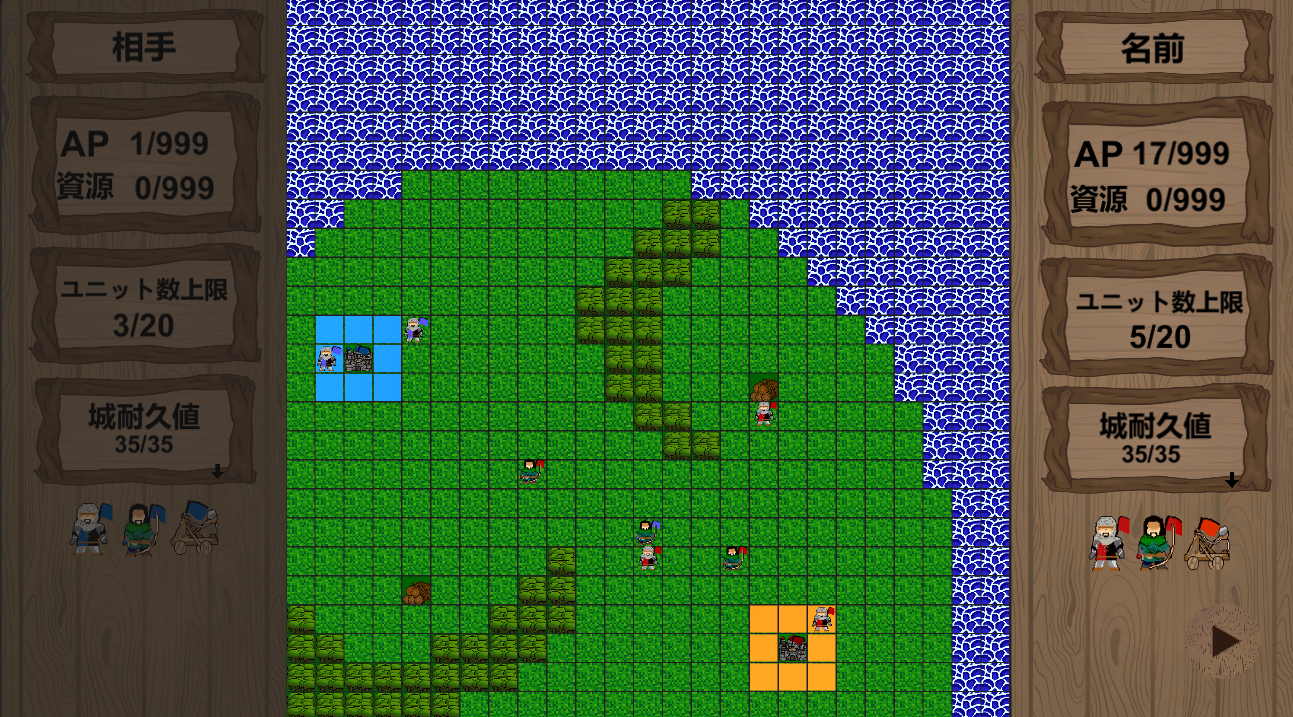 相手
AP 1/999
資源 0/999
ユニット数上限
3/20
城耐久値
35/35
名前
AP 17/999
資源 0/999
ユニット数上限
5/20
城耐久値
35/35